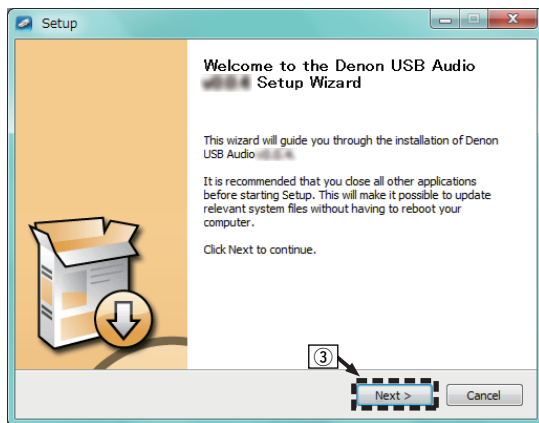 Setup
Welcome to the Denon USB Audio
Setup Wizard
This wizard will guide you through the installation of Denon
USB Audio
It is recommended that you close all other applications
before starting Setup. This will make it possible to update
relevant system files without having to reboot your
computer.
Click Next to continue.
③
Next >
Cancel